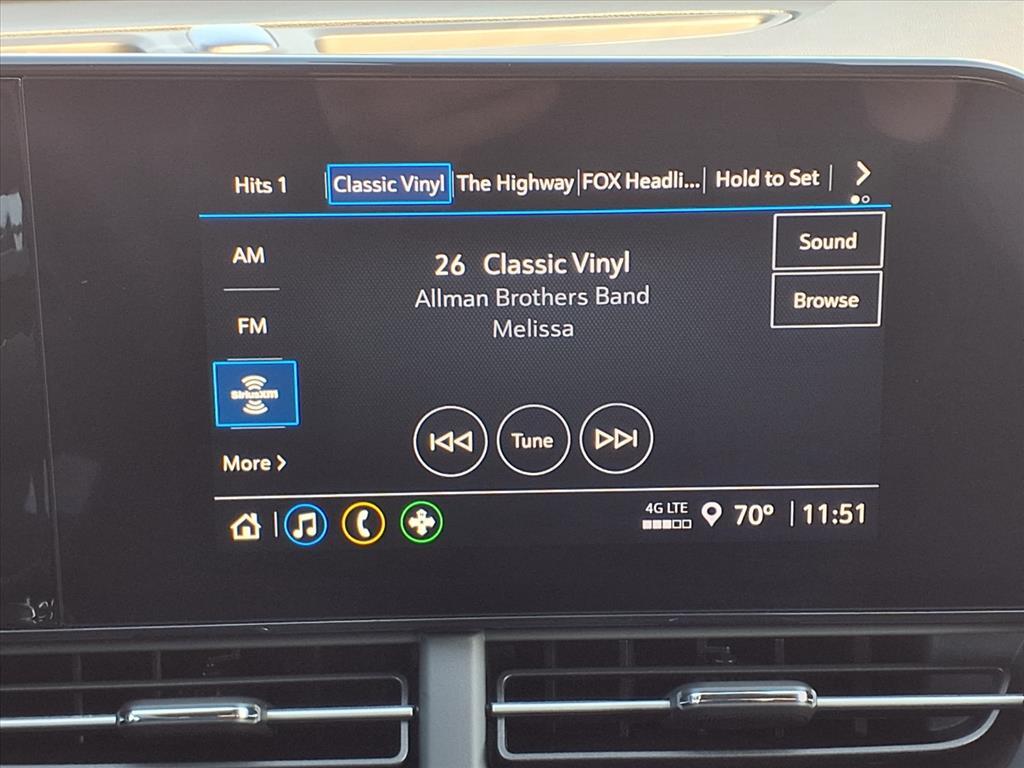 Hits 1 Classic Vinyl The Highway FOX Headli... Hold to Set
AM
FM
SiriusXM
More
26 Classic Vinyl
Allman Brothers Band
Melissa
Sound
Browse
Tune
4G LTE
70° 11:51